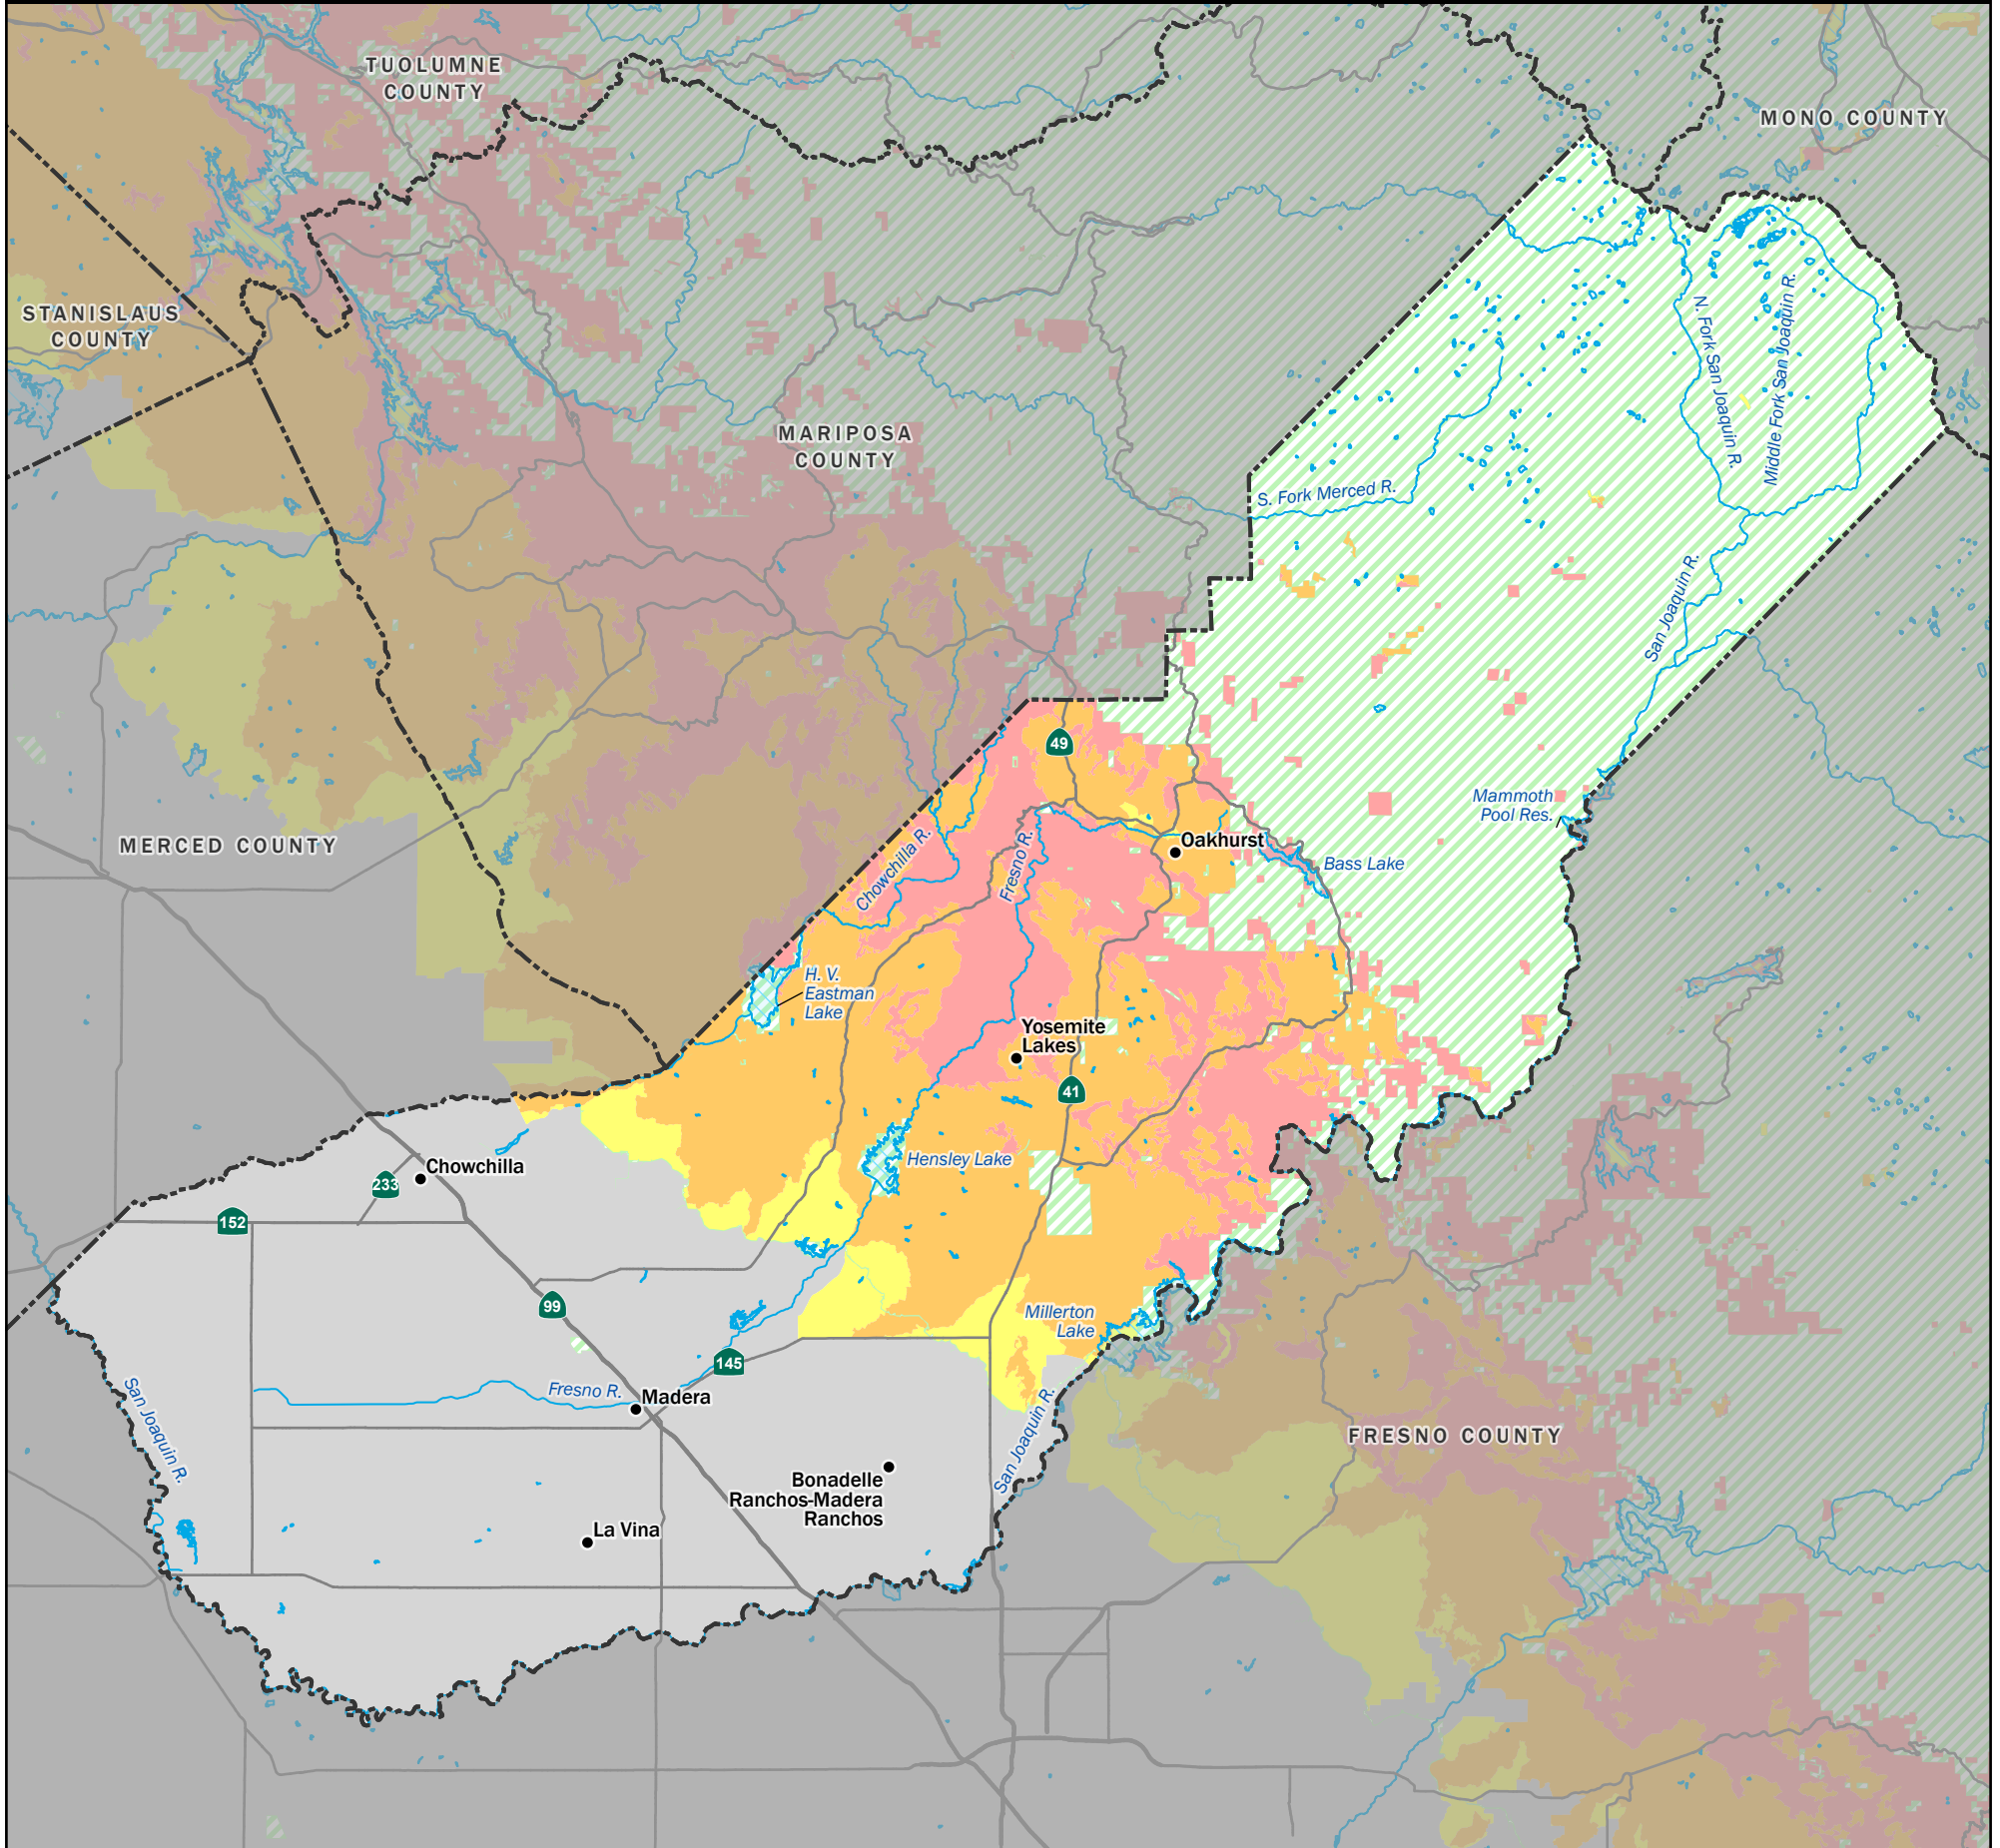 TUOLUMNE
COUNTY
MONO COUNTY
STANISLAUS
COUNTY
N. Fork San Joaquin R.
Middle Fork San Joaquin R.
MARIPOSA
COUNTY
S. Fork Merced R.
San Joaquin R.
49
Mammoth
Pool Res.
MERCED COUNTY
Oakhurst
Chowchilla R.
Fresno R.
Bass Lake
H. V.
Eastman
Lake
Yosemite
Lakes
41
Hensley Lake
Chowchilla
233
152
99
Millerton
Lake
145
San Joaquin R.
Fresno R.
Madera
San Joaquin R.
FRESNO COUNTY
Bonadelle
Ranchos-Madera
Ranchos
La Vina